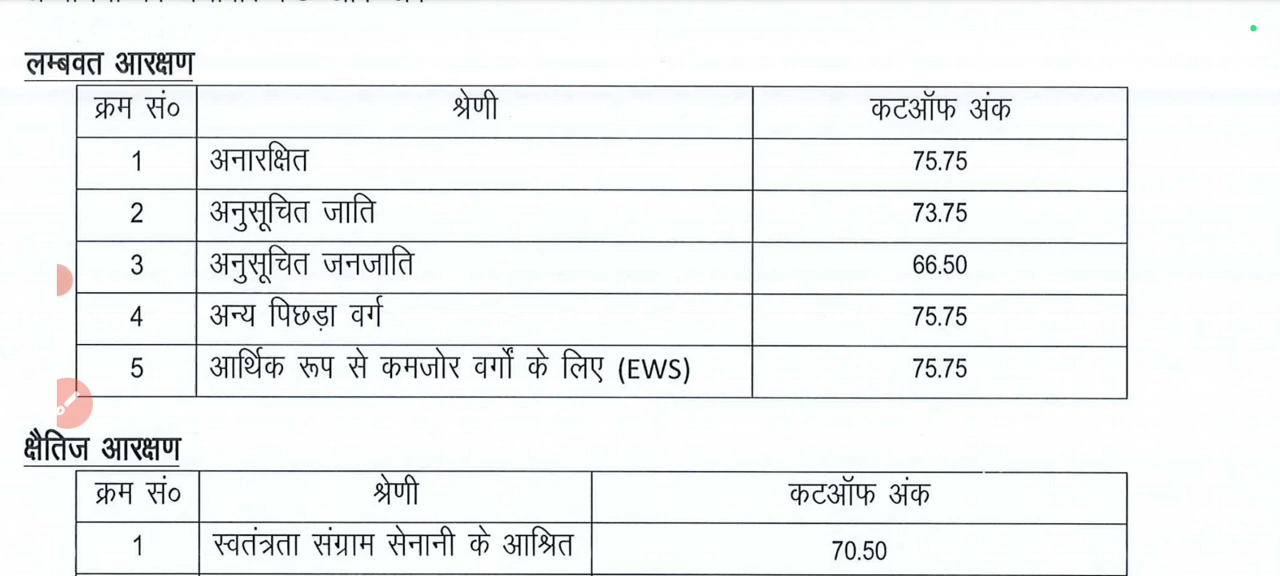 लम्बवत आरक्षण
क्रम सं० श्रेणी कटऑफ अंक
1 अनारक्षित 75.75
2 अनुसूचित जाति 73.75
3 अनुसूचित जनजाति 66.50
4 अन्य पिछड़ा वर्ग 75.75
5 आर्थिक रूप से कमजोर वर्गों के लिए (EWS) 75.75
क्षैतिज आरक्षण
क्रम सं० श्रेणी कटऑफ अंक
1 स्वतंत्रता संग्राम सेनानी के आश्रित 70.50